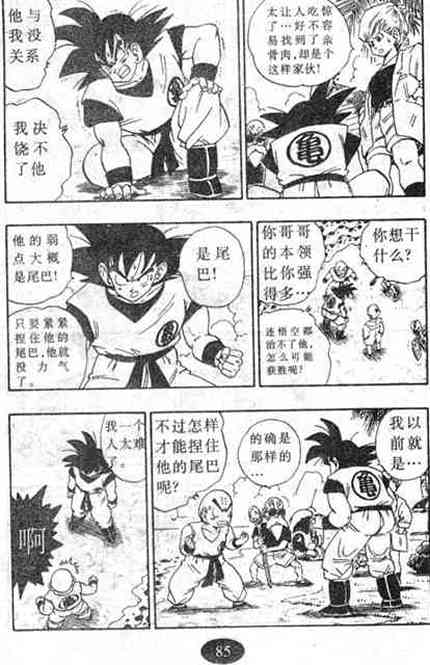 太让人吃惊
了…好不容
易找到了亲
骨肉,却是个
这样家伙!
龟
他与
我没
关系
我决不
饶了他
你想干
什么?
你哥哥
的本领
比你强
得多…
连悟空都
治不了他,
怎么可能
获胜呢?
是尾
巴!
他的弱
点大概
是尾巴!
只要紧紧
捏住他的
尾巴,他就
没力气
了。
我以
前就
是…
龟
的确是
那样的
…
不过怎样
才能捏住
他的尾巴
呢?
我一个
人太难
了。
啊
85